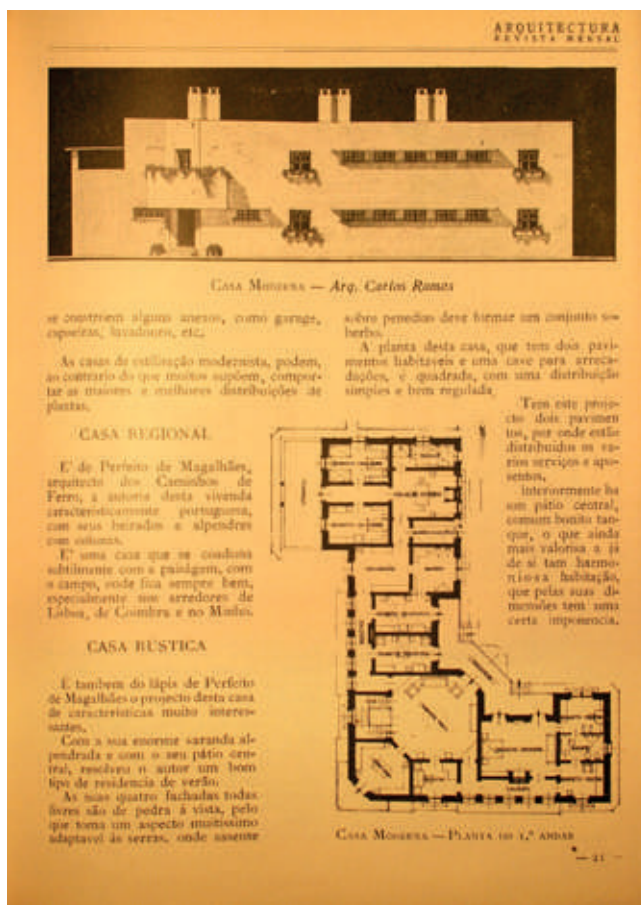 ARQUITECTURA
REVISTA MENSAL
CASA MODERNA — Arq. Carlos Ramos
se constroem alguns anexos, como garage,
capoeiras, lavadouro, etc.
As casas de estilização modernista, podem,
ao contrario do que muitos supõem, compor-
tar as maiores e melhores distribuições de
plantas.
CASA REGIONAL
E' de Perfeito de Magalhães,
arquitecto dos Caminhos de
Ferro, a autoria desta vivenda
caracteristicamente portuguesa,
com seus beirados e alpendres
com colunas.
E' uma casa que se coaduna
subtilmente com a paisagem, com
o campo, onde fica sempre bem,
especialmente nos arredores de
Lisboa, de Coimbra e no Minho.
CASA RUSTICA
E tambem do lápis de Perfeito
de Magalhães o projecto desta casa
de caracteristicas muito interes-
santes.
Com a sua enorme varanda al-
pendrada e com o seu pátio cen-
tral, resolveu o autor um bom
tipo de residencia de verão.
As suas quatro fachadas todas
livres são de pedra á vista, pelo
que toma um aspecto muitissimo
adaptavel ás serras, onde assente
sobre penedos deve formar um conjunto so-
berbo.
A planta desta casa, que tem dois pavi-
mentos habitaveis e uma cave para arreca-
dações, é quadrada, com uma distribuição
simples e bem regulada.
Tem este proje-
cto dois pavimen-
tos, por onde estão
distribuidos os va-
rios serviços e apo-
sentos.
Interiormente ha
um pátio central,
com um bonito tan-
que, o que ainda
mais valorisa a já
de si tam harmo-
niosa habitação,
que pelas suas di-
mensões tem uma
certa imponencia.
CASA MODERNA — PLANTA DO 1.º ANDAR
— 21 —